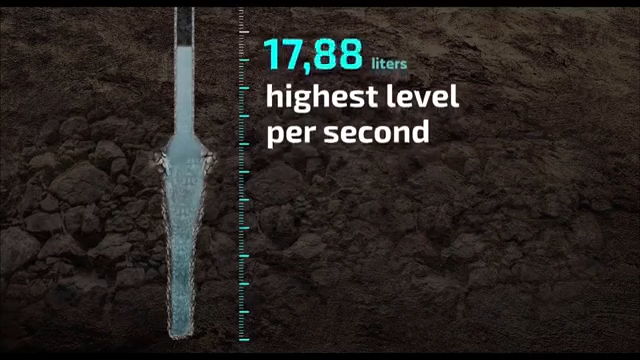 17,88 liters
highest level
per second